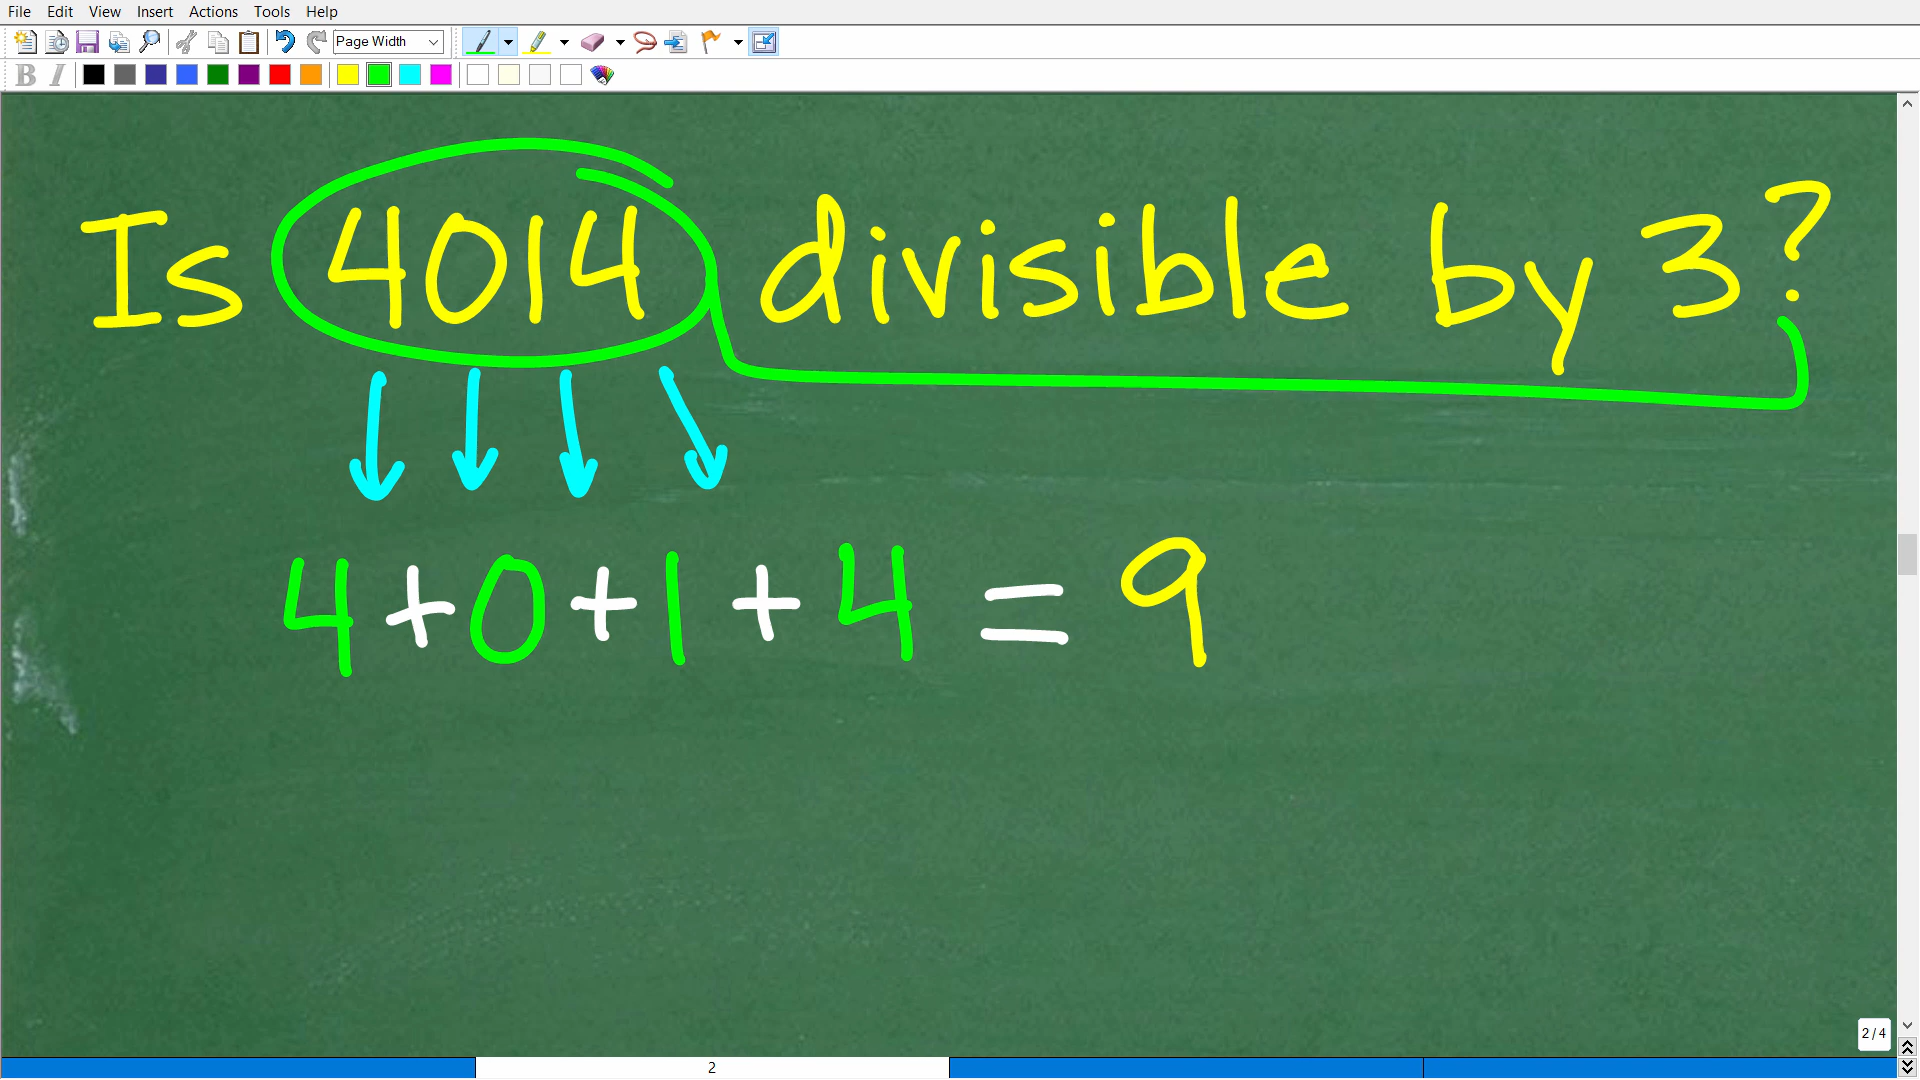 File Edit View Insert Actions Tools Help
Page Width
B I
Is 4014 divisible by 3?
4 + 0 + 1 + 4 = 9
2 / 4
2